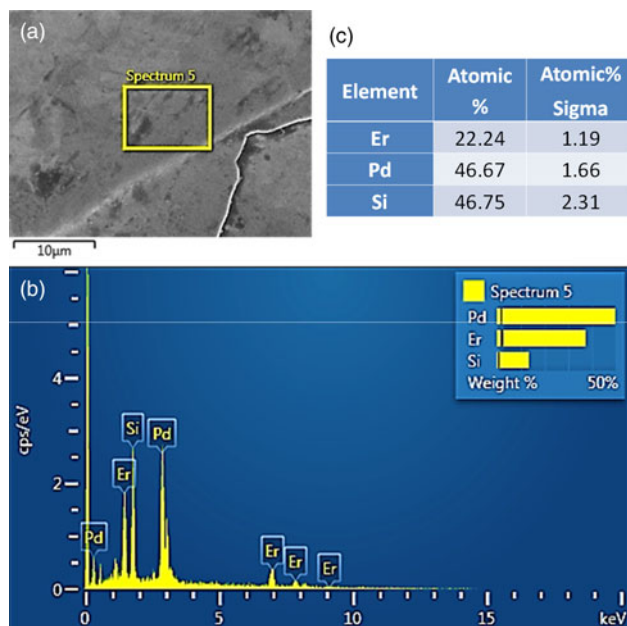 (a)
Spectrum 5
10µm
(c)
Element Atomic % Atomic% Sigma
Er 22.24 1.19
Pd 46.67 1.66
Si 46.75 2.31
(b)
Spectrum 5
Pd
Er
Si
Weight % 50%
cps/eV
4
2
0
Pd Er Si Pd Er Er Er
0 5 10 15 keV